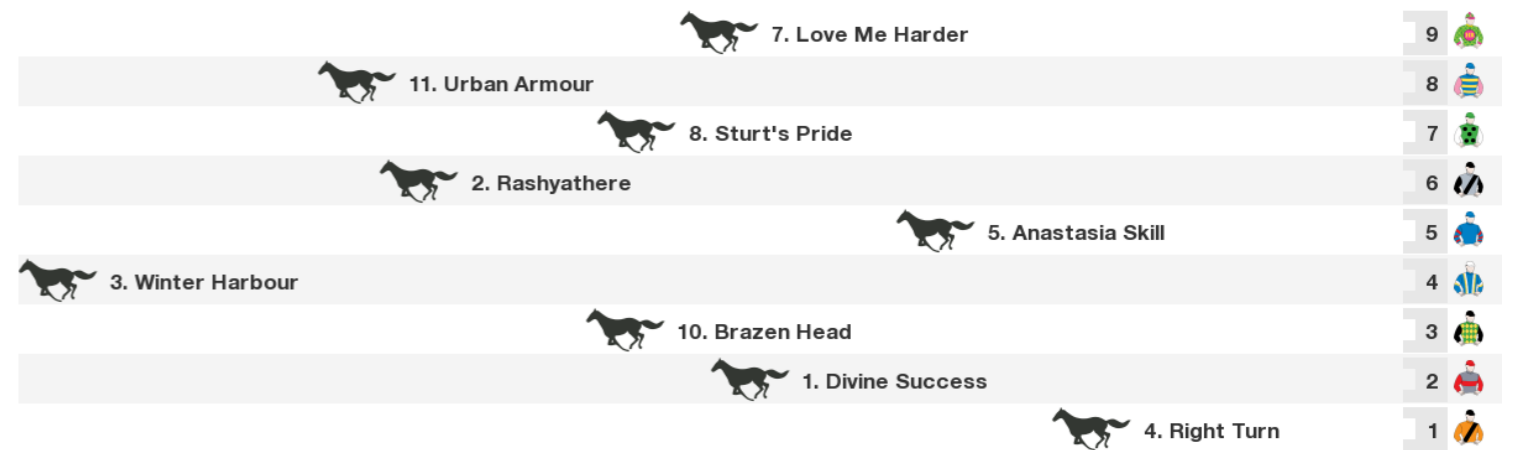 7. Love Me Harder 9
11. Urban Armour 8
8. Sturt's Pride 7
2. Rashyathere 6
5. Anastasia Skill 5
3. Winter Harbour 4
10. Brazen Head 3
1. Divine Success 2
4. Right Turn 1